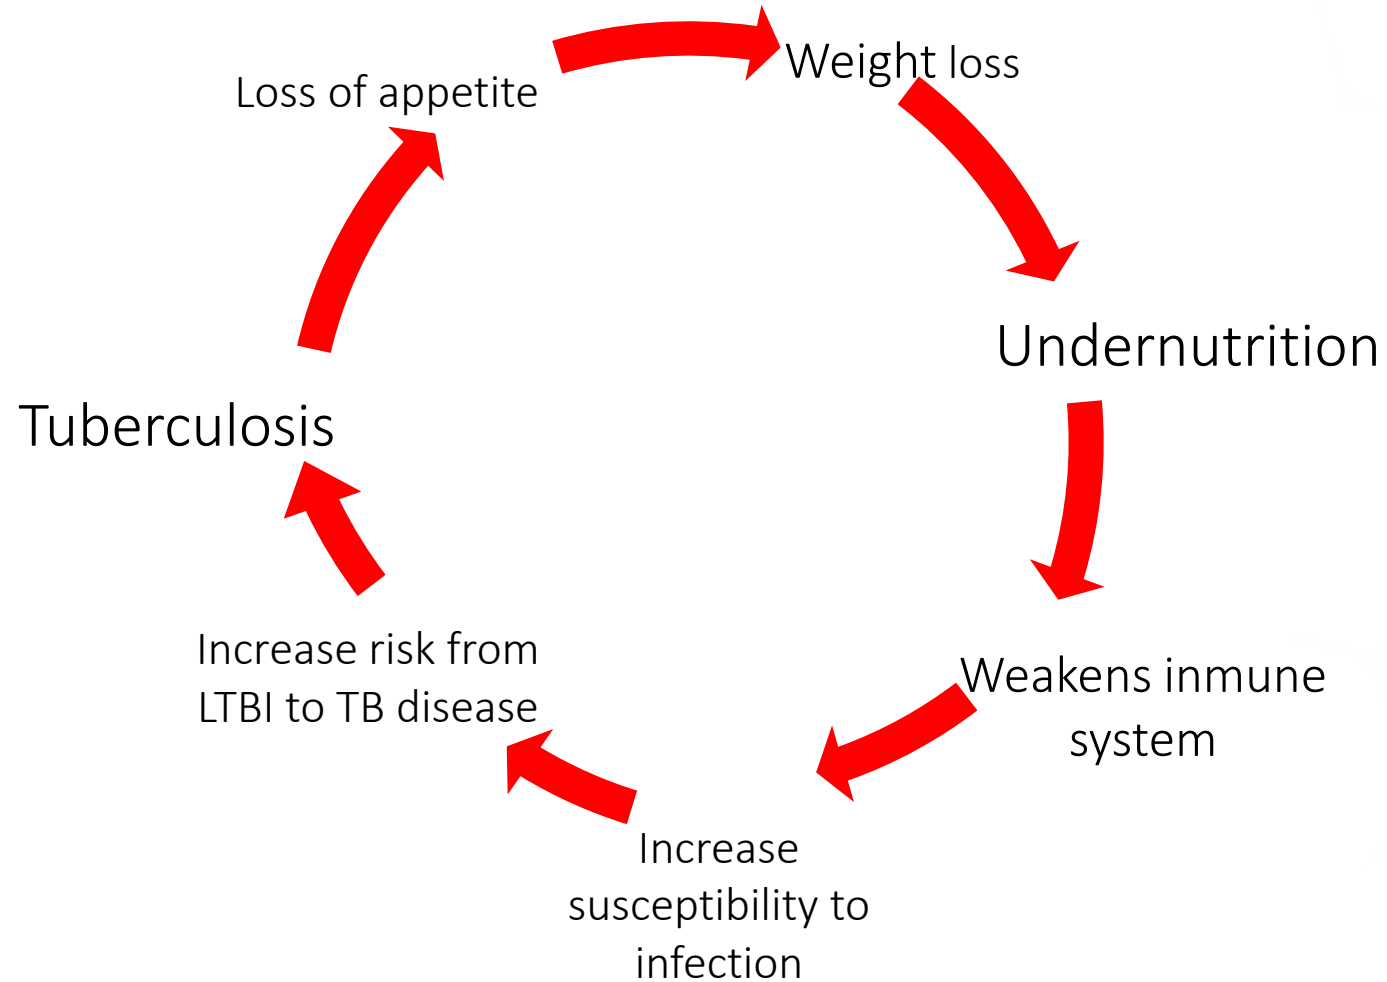 Loss of appetite
Weight loss
Undernutrition
Weakens inmune
system
Increase
susceptibility to
infection
Increase risk from
LTBI to TB disease
Tuberculosis